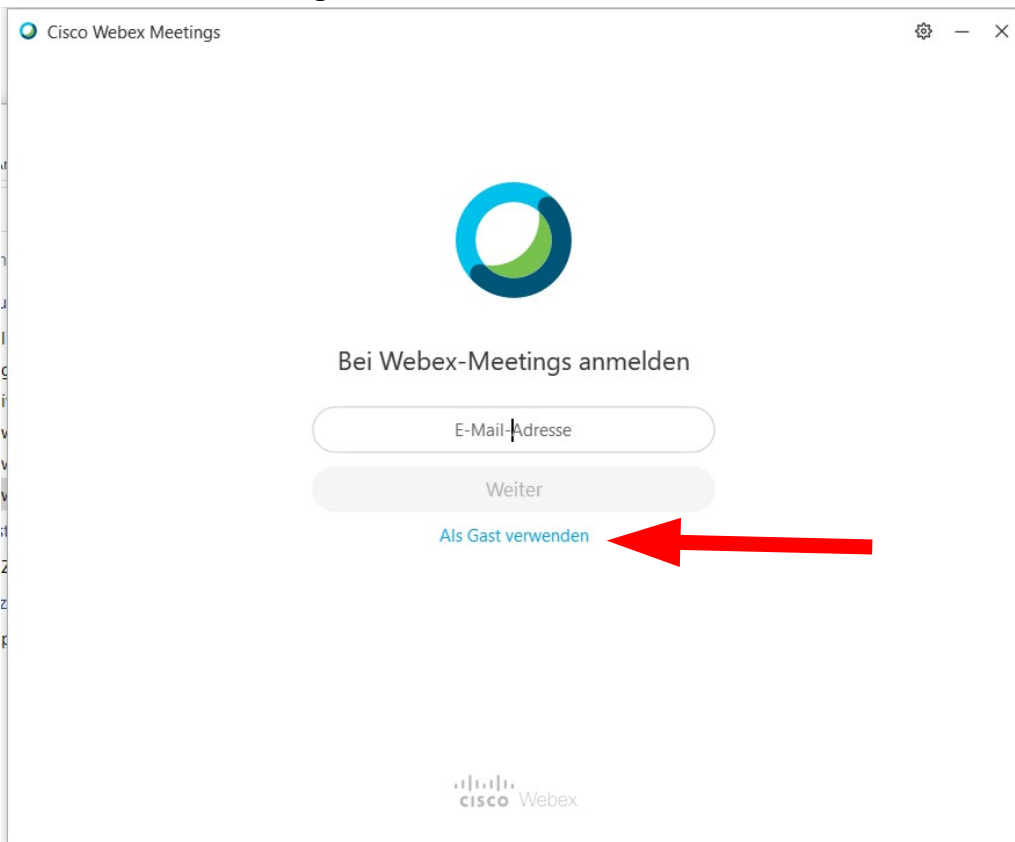 Cisco Webex Meetings
Bei Webex-Meetings anmelden
E-Mail-Adresse
Weiter
Als Gast verwenden
cisco Webex